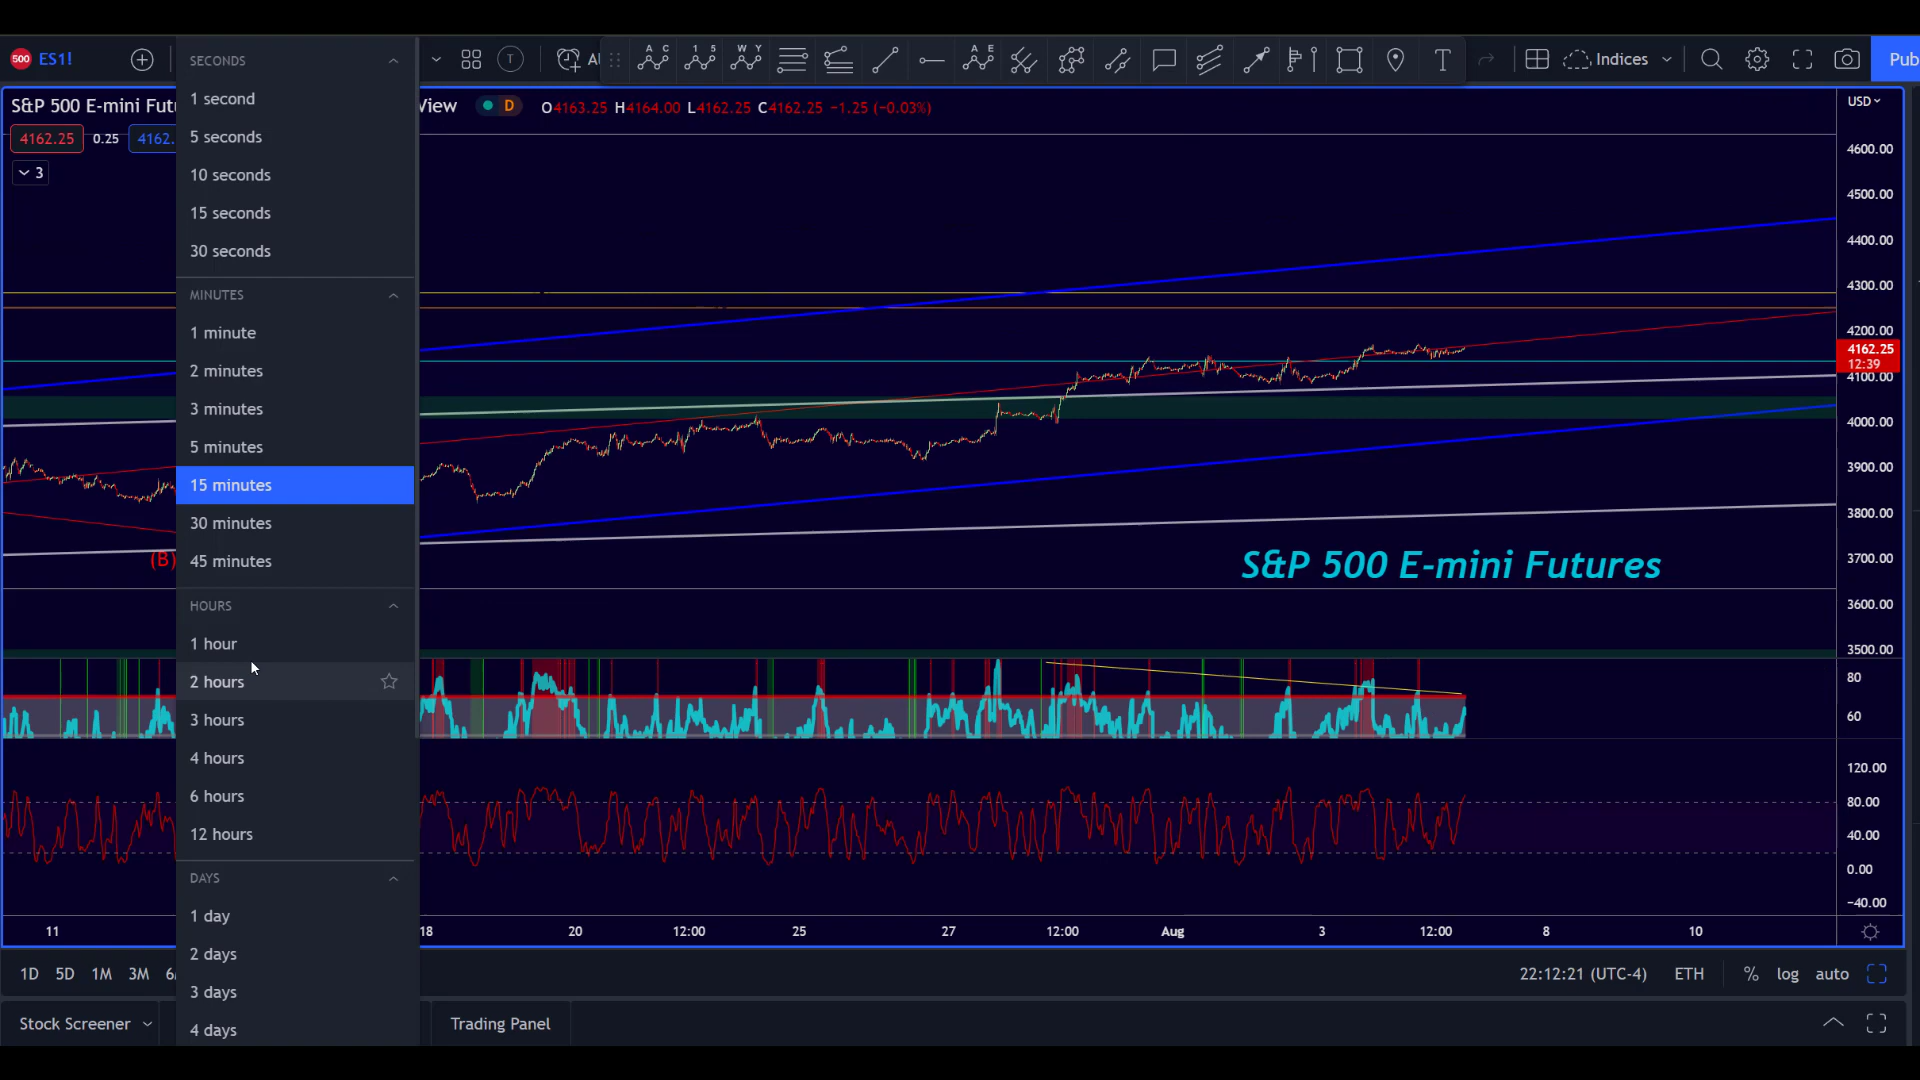 500 ES1!
Indices
Pub
S&P 500 E-mini Futu
View
D
O4163.25 H4164.00 L4162.25 C4162.25 −1.25 (−0.03%)
USD
4162.25
0.25
4162.
3
SECONDS
1 second
5 seconds
10 seconds
15 seconds
30 seconds
MINUTES
1 minute
2 minutes
3 minutes
5 minutes
15 minutes
30 minutes
45 minutes
HOURS
1 hour
2 hours
3 hours
4 hours
6 hours
12 hours
DAYS
1 day
2 days
3 days
4 days
4600.00
4500.00
4400.00
4300.00
4200.00
4162.25
12:39
4100.00
4000.00
3900.00
3800.00
3700.00
3600.00
3500.00
(B)
S&P 500 E-mini Futures
80
60
120.00
80.00
40.00
0.00
−40.00
11
18
20
12:00
25
27
12:00
Aug
3
12:00
8
10
1D 5D 1M 3M 6
22:12:21 (UTC-4)
ETH
%
log
auto
Stock Screener
Trading Panel